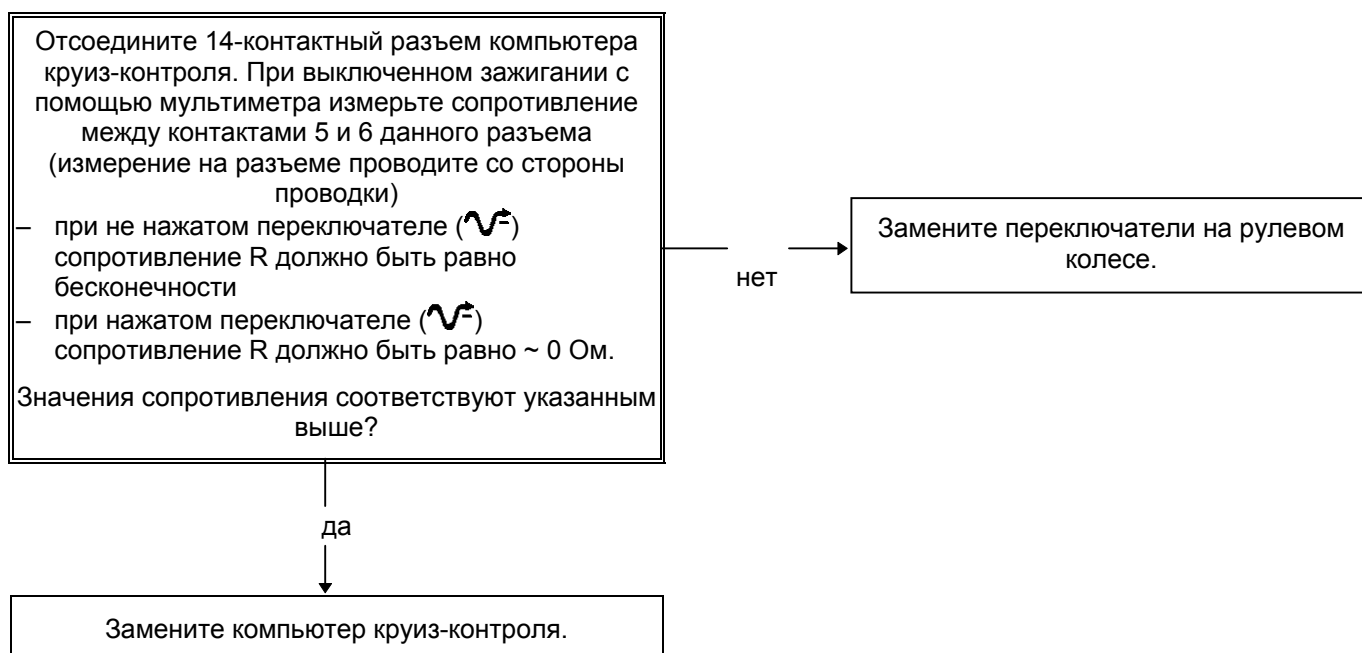 Отсоедините 14-контактный разъем компьютера
круиз-контроля. При выключенном зажигании с
помощью мультиметра измерьте сопротивление
между контактами 5 и 6 данного разъема
(измерение на разъеме проводите со стороны
проводки)
– при не нажатом переключателе ( )
сопротивление R должно быть равно
бесконечности
– при нажатом переключателе ( )
сопротивление R должно быть равно ~ 0 Ом.
Значения сопротивления соответствуют указанным
выше?
нет
Замените переключатели на рулевом
колесе.
да
Замените компьютер круиз-контроля.